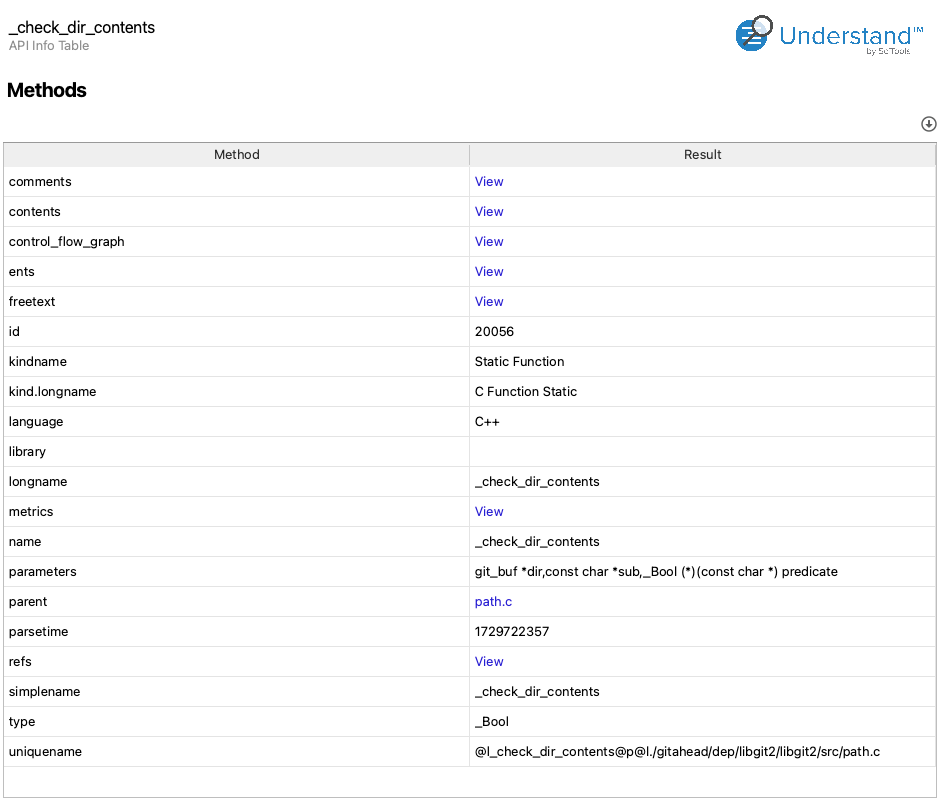 _check_dir_contents
API Info Table
Understand™
by SciTools
Methods
Method Result
comments View
contents View
control_flow_graph View
ents View
freetext View
id 20056
kindname Static Function
kind.longname C Function Static
language C++
library
longname _check_dir_contents
metrics View
name _check_dir_contents
parameters git_buf *dir,const char *sub,_Bool (*)(const char *) predicate
parent path.c
parsetime 1729722357
refs View
simplename _check_dir_contents
type _Bool
uniquename @l_check_dir_contents@p@l./gitahead/dep/libgit2/libgit2/src/path.c